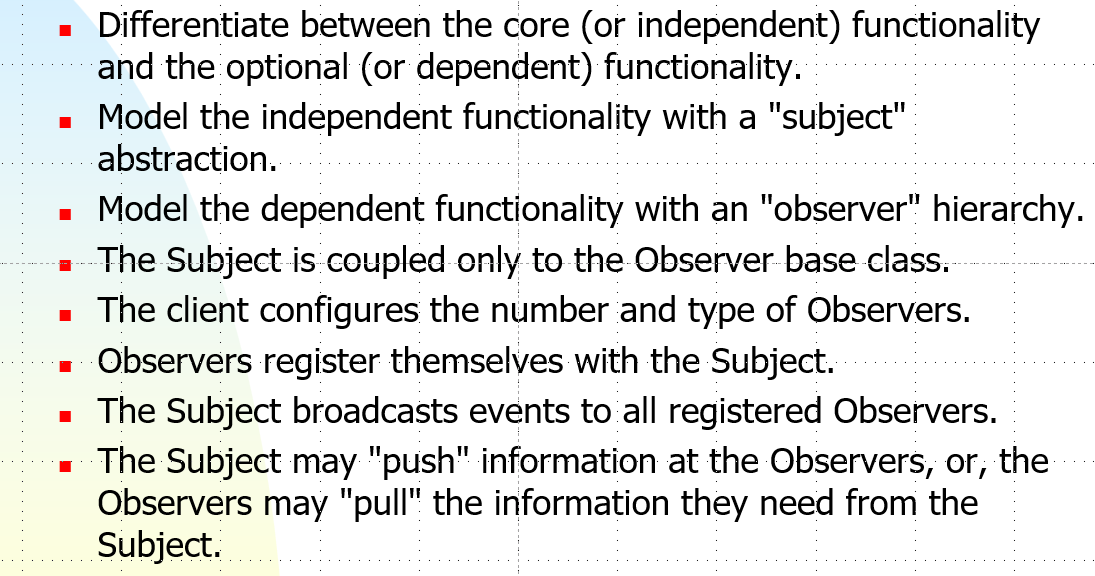 Differentiate between the core (or independent) functionality
and the optional (or dependent) functionality.
Model the independent functionality with a "subject"
abstraction.
Model the dependent functionality with an "observer" hierarchy.
The Subject is coupled only to the Observer base class.
The client configures the number and type of Observers.
Observers register themselves with the Subject.
The Subject broadcasts events to all registered Observers.
The Subject may "push" information at the Observers, or, the
Observers may "pull" the information they need from the
Subject.